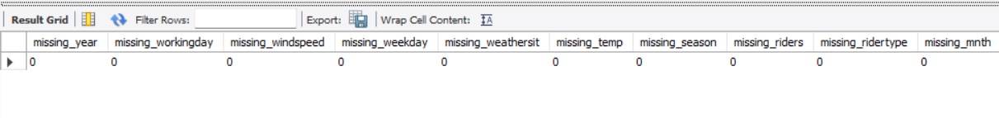 Result Grid Filter Rows: Export: Wrap Cell Content: IA
missing_year missing_workingday missing_windspeed missing_weekday missing_weathersit missing_temp missing_season missing_riders missing_ridertype missing_mnth
0 0 0 0 0 0 0 0 0 0